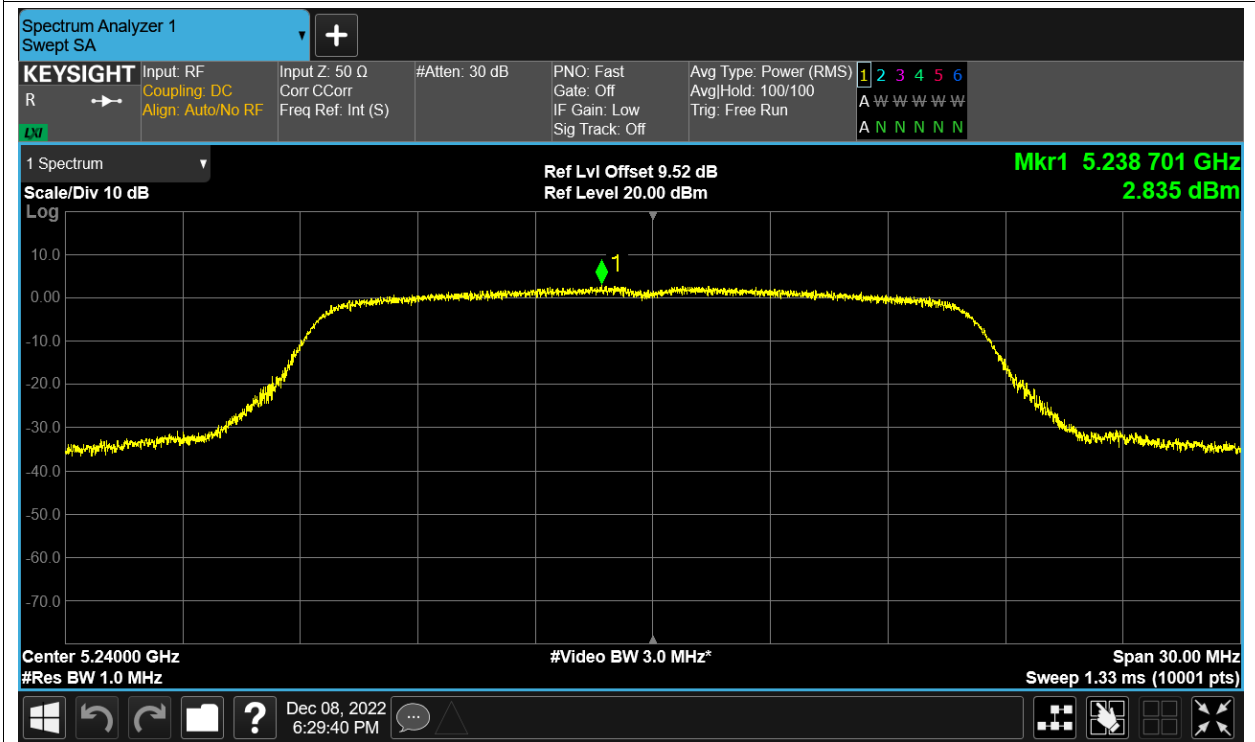 Spectrum Analyzer 1
Swept SA
+
KEYSIGHT
R
LXI
Input: RF
Coupling: DC
Align: Auto/No RF
Input Z: 50 Ω
Corr CCorr
Freq Ref: Int (S)
#Atten: 30 dB
PNO: Fast
Gate: Off
IF Gain: Low
Sig Track: Off
Avg Type: Power (RMS)
Avg|Hold: 100/100
Trig: Free Run
1 2 3 4 5 6
A W W W W W
A N N N N N
1 Spectrum
Scale/Div 10 dB
Log
Ref Lvl Offset 9.52 dB
Ref Level 20.00 dBm
Mkr1 5.238 701 GHz
2.835 dBm
1
10.0
0.00
-10.0
-20.0
-30.0
-40.0
-50.0
-60.0
-70.0
Center 5.24000 GHz
#Res BW 1.0 MHz
#Video BW 3.0 MHz*
Span 30.00 MHz
Sweep 1.33 ms (10001 pts)
?
Dec 08, 2022
6:29:40 PM